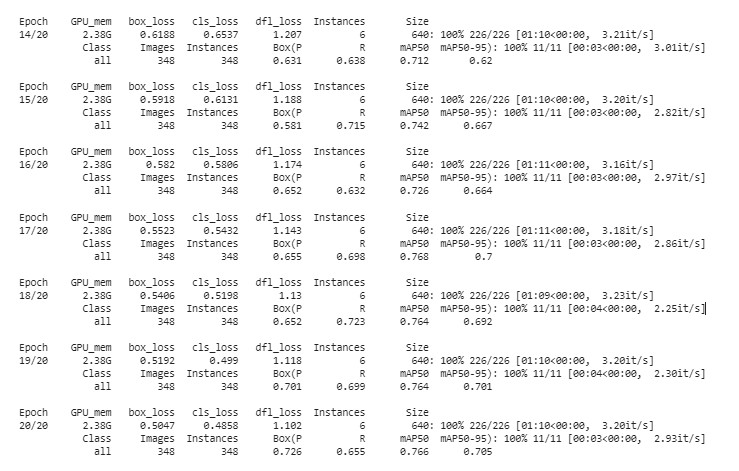 Epoch GPU_mem box_loss cls_loss dfl_loss Instances Size
14/20 2.38G 0.6188 0.6537 1.207 6 640: 100% 226/226 [01:10<00:00, 3.21it/s]
Class Images Instances Box(P R mAP50 mAP50-95): 100% 11/11 [00:03<00:00, 3.01it/s]
all 348 348 0.631 0.638 0.712 0.62
Epoch GPU_mem box_loss cls_loss dfl_loss Instances Size
15/20 2.38G 0.5918 0.6131 1.188 6 640: 100% 226/226 [01:10<00:00, 3.20it/s]
Class Images Instances Box(P R mAP50 mAP50-95): 100% 11/11 [00:03<00:00, 2.82it/s]
all 348 348 0.581 0.715 0.742 0.667
Epoch GPU_mem box_loss cls_loss dfl_loss Instances Size
16/20 2.38G 0.582 0.5806 1.174 6 640: 100% 226/226 [01:11<00:00, 3.16it/s]
Class Images Instances Box(P R mAP50 mAP50-95): 100% 11/11 [00:03<00:00, 2.97it/s]
all 348 348 0.652 0.632 0.726 0.664
Epoch GPU_mem box_loss cls_loss dfl_loss Instances Size
17/20 2.38G 0.5523 0.5432 1.143 6 640: 100% 226/226 [01:11<00:00, 3.18it/s]
Class Images Instances Box(P R mAP50 mAP50-95): 100% 11/11 [00:03<00:00, 2.86it/s]
all 348 348 0.655 0.698 0.768 0.7
Epoch GPU_mem box_loss cls_loss dfl_loss Instances Size
18/20 2.38G 0.5406 0.5198 1.13 6 640: 100% 226/226 [01:09<00:00, 3.23it/s]
Class Images Instances Box(P R mAP50 mAP50-95): 100% 11/11 [00:04<00:00, 2.25it/s]
all 348 348 0.652 0.723 0.764 0.692
Epoch GPU_mem box_loss cls_loss dfl_loss Instances Size
19/20 2.38G 0.5192 0.499 1.118 6 640: 100% 226/226 [01:10<00:00, 3.20it/s]
Class Images Instances Box(P R mAP50 mAP50-95): 100% 11/11 [00:04<00:00, 2.30it/s]
all 348 348 0.701 0.699 0.764 0.701
Epoch GPU_mem box_loss cls_loss dfl_loss Instances Size
20/20 2.38G 0.5047 0.4858 1.102 6 640: 100% 226/226 [01:10<00:00, 3.20it/s]
Class Images Instances Box(P R mAP50 mAP50-95): 100% 11/11 [00:03<00:00, 2.93it/s]
all 348 348 0.726 0.655 0.766 0.705